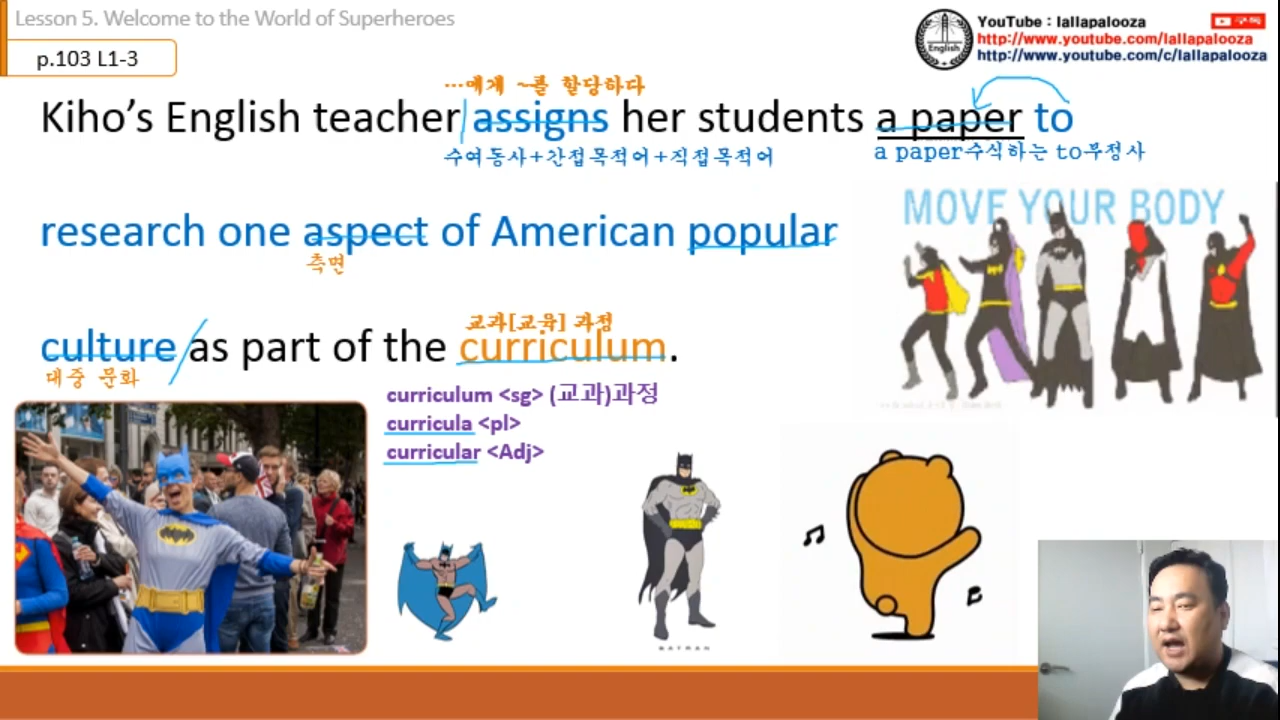 Lesson 5. Welcome to the World of Superheroes
p.103 L1-3
English
YouTube : lallapalooza
구독
http://www.youtube.com/lallapalooza
http://www.youtube.com/c/lallapalooza
…에게 ~를 할당하다
Kiho’s English teacher assigns her students a paper to
수여동사+간접목적어+직접목적어
a paper수식하는 to부정사
research one aspect of American popular
측면
MOVE YOUR BODY
교과[교육] 과정
culture as part of the curriculum.
대중 문화
curriculum <sg> (교과)과정
curricula <pl>
curricular <Adj>
BATMAN